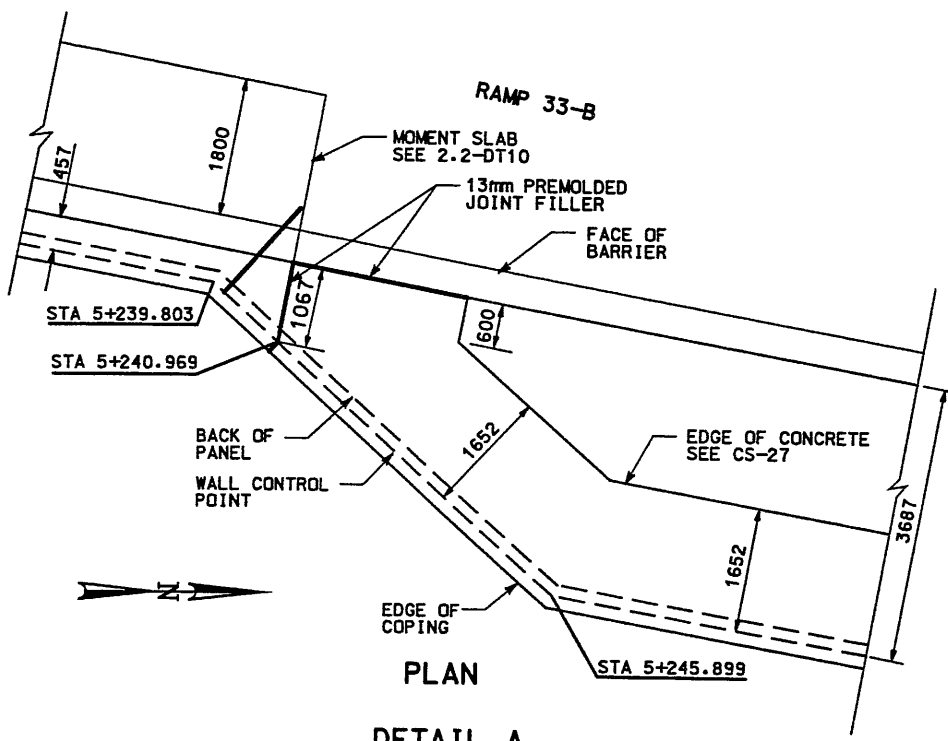 RAMP 33-B
1800
MOMENT SLAB
SEE 2.2-DT10
457
13mm PREMOLDED
JOINT FILLER
FACE OF
BARRIER
STA 5+239.803
1067
600
STA 5+240.969
BACK OF
PANEL
1652
EDGE OF CONCRETE
SEE CS-27
WALL CONTROL
POINT
3687
1652
N
EDGE OF
COPING
PLAN
STA 5+245.899
DETAIL A